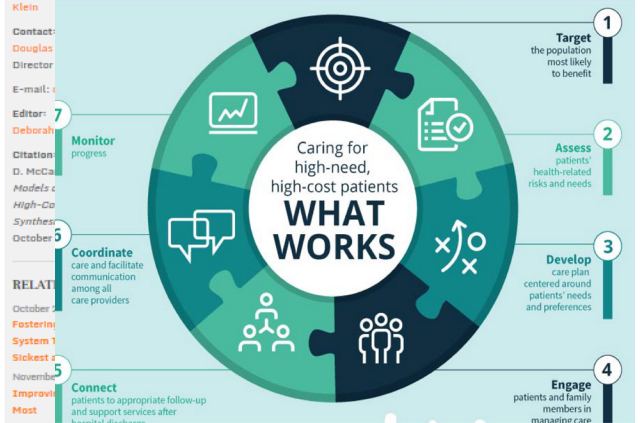 Klein
Contact:
Douglas
Director
E-mail:
Editor:
Deborah
Citation:
D. McCa
Models
High-Co
Synthes
October
RELAT
October
Fostering
System T
Sickest a
Novembe
Improvi
Most
Caring for
high-need,
high-cost patients
WHAT
WORKS
1
Target
the population
most likely
to benefit
2
Assess
patients'
health-related
risks and needs
3
Develop
care plan
centered around
patients' needs
and preferences
4
Engage
patients and family
members in
managing care
5
Connect
patients to appropriate follow-up
and support services after
hospital discharge
6
Coordinate
care and facilitate
communication
among all
care providers
7
Monitor
progress